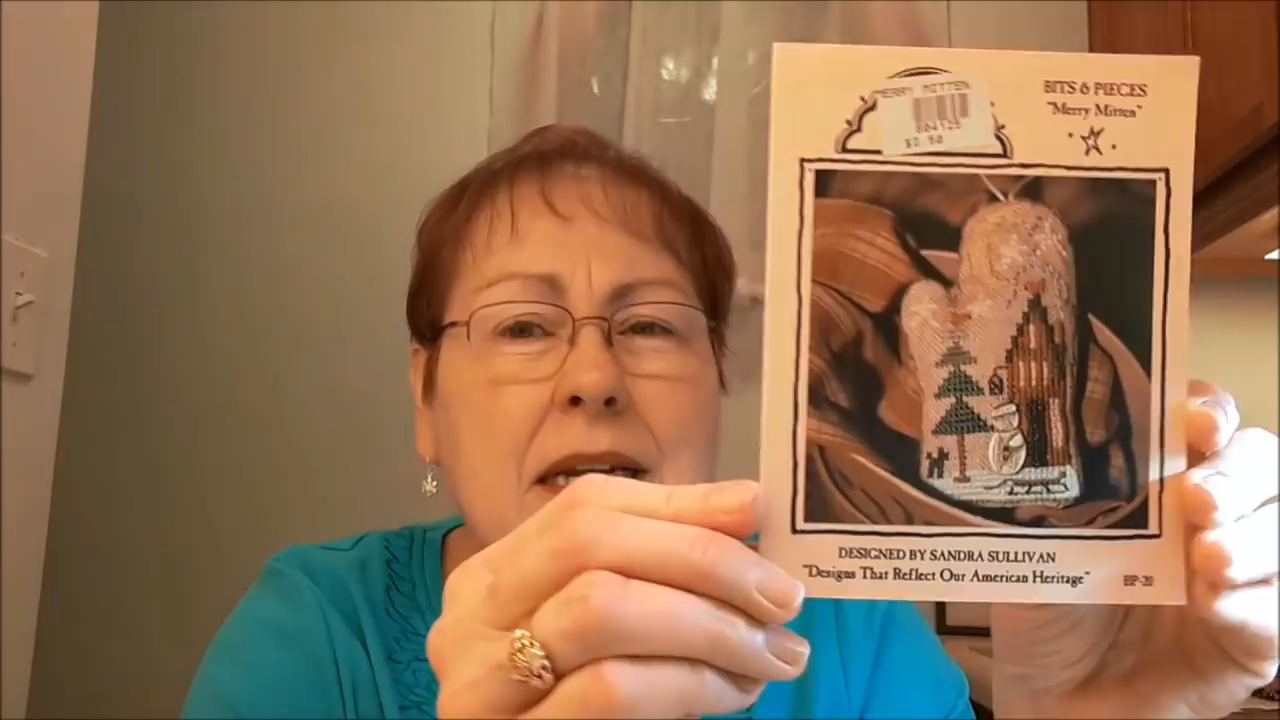 MERRY MITTEN
$2.50
BITS & PIECES
"Merry Mitten"
DESIGNED BY SANDRA SULLIVAN
"Designs That Reflect Our American Heritage"
BP-20